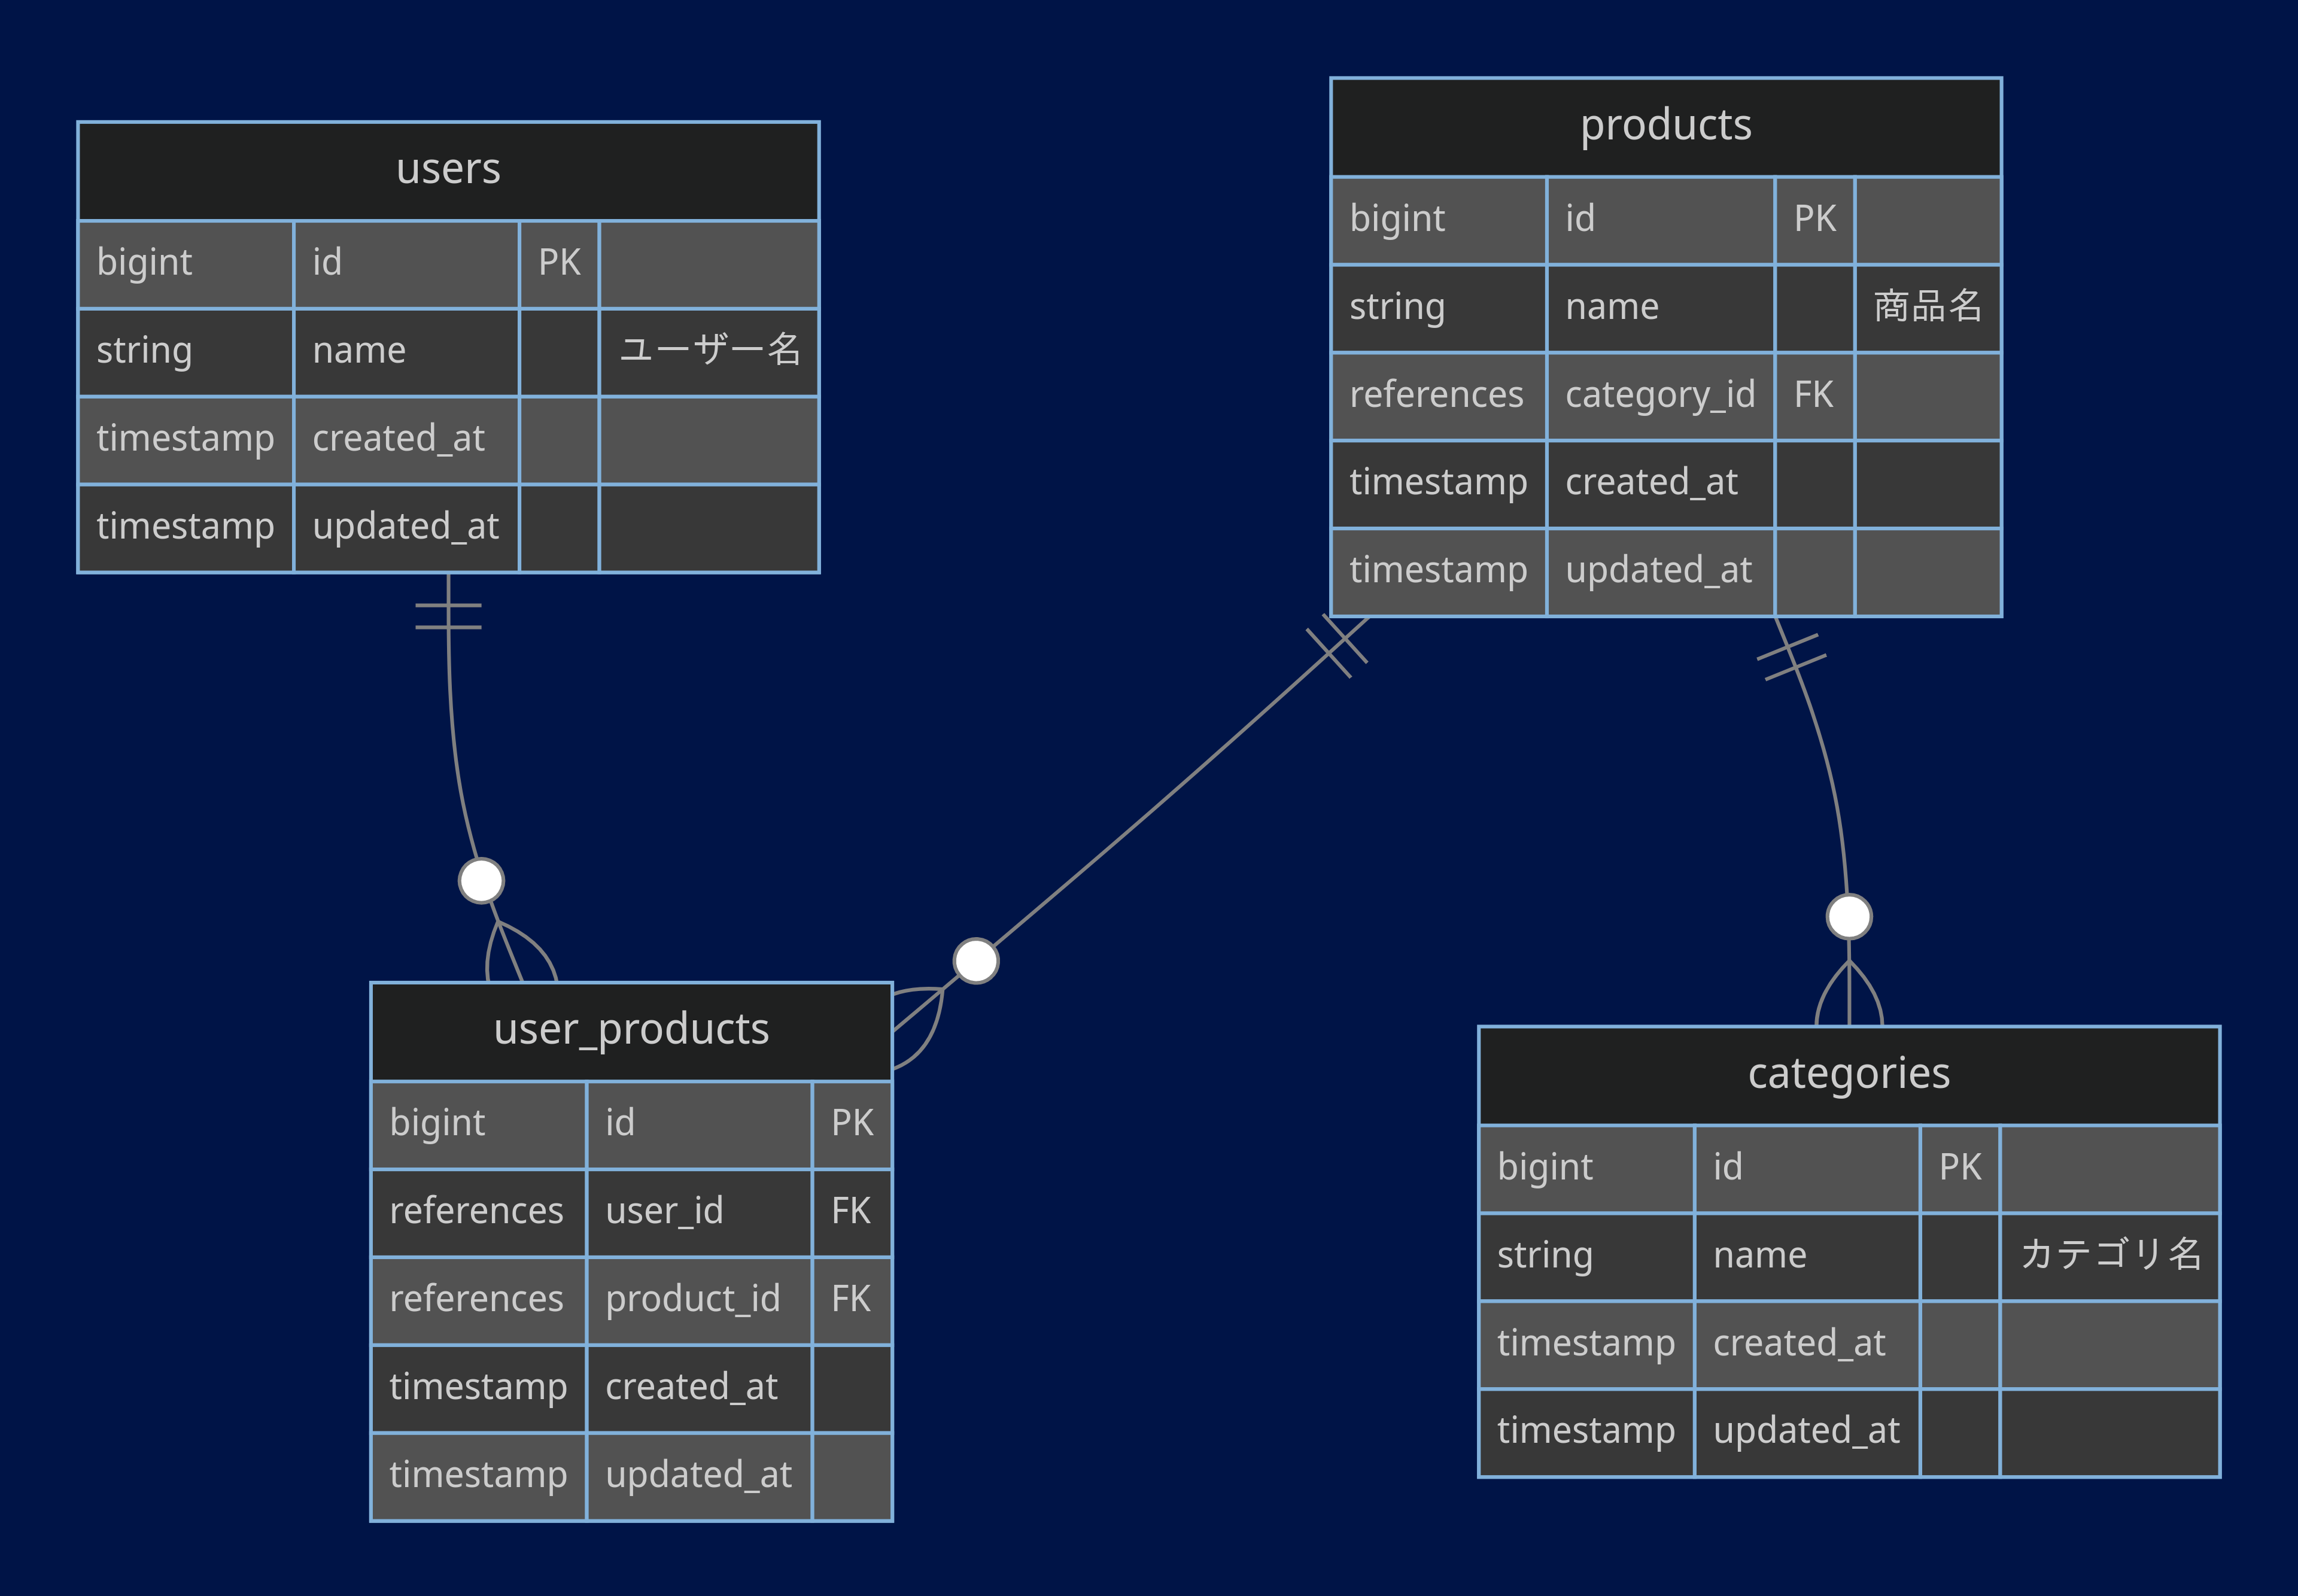 users
bigint id PK
string name ユーザー名
timestamp created_at
timestamp updated_at
products
bigint id PK
string name 商品名
references category_id FK
timestamp created_at
timestamp updated_at
user_products
bigint id PK
references user_id FK
references product_id FK
timestamp created_at
timestamp updated_at
categories
bigint id PK
string name カテゴリ名
timestamp created_at
timestamp updated_at